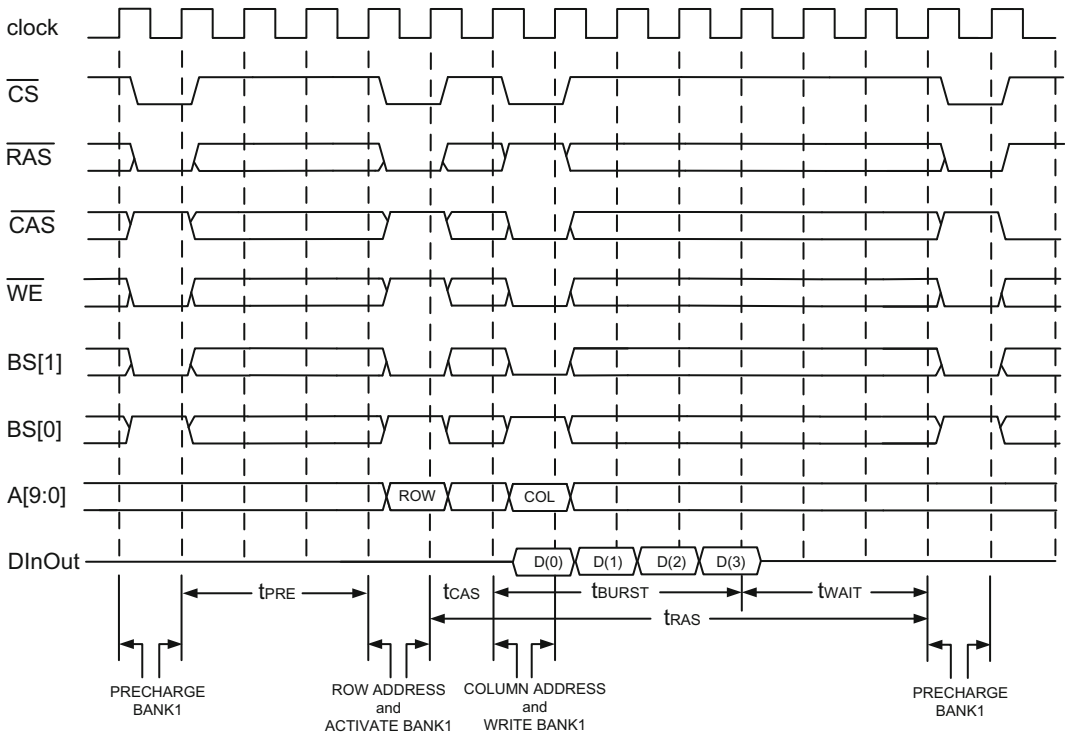 clock
CS
RAS
CAS
WE
BS[1]
BS[0]
A[9:0]
ROW
COL
DInOut
D(0)
D(1)
D(2)
D(3)
tPRE
tCAS
tBURST
tWAIT
tRAS
PRECHARGE
BANK1
ROW ADDRESS
and
ACTIVATE BANK1
COLUMN ADDRESS
and
WRITE BANK1
PRECHARGE
BANK1